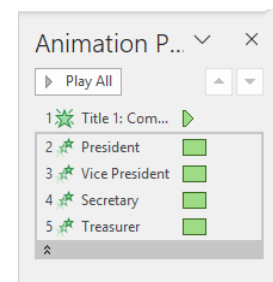 Animation P...
Play All
1 Title 1: Com...
2 President
3 Vice President
4 Secretary
5 Treasurer